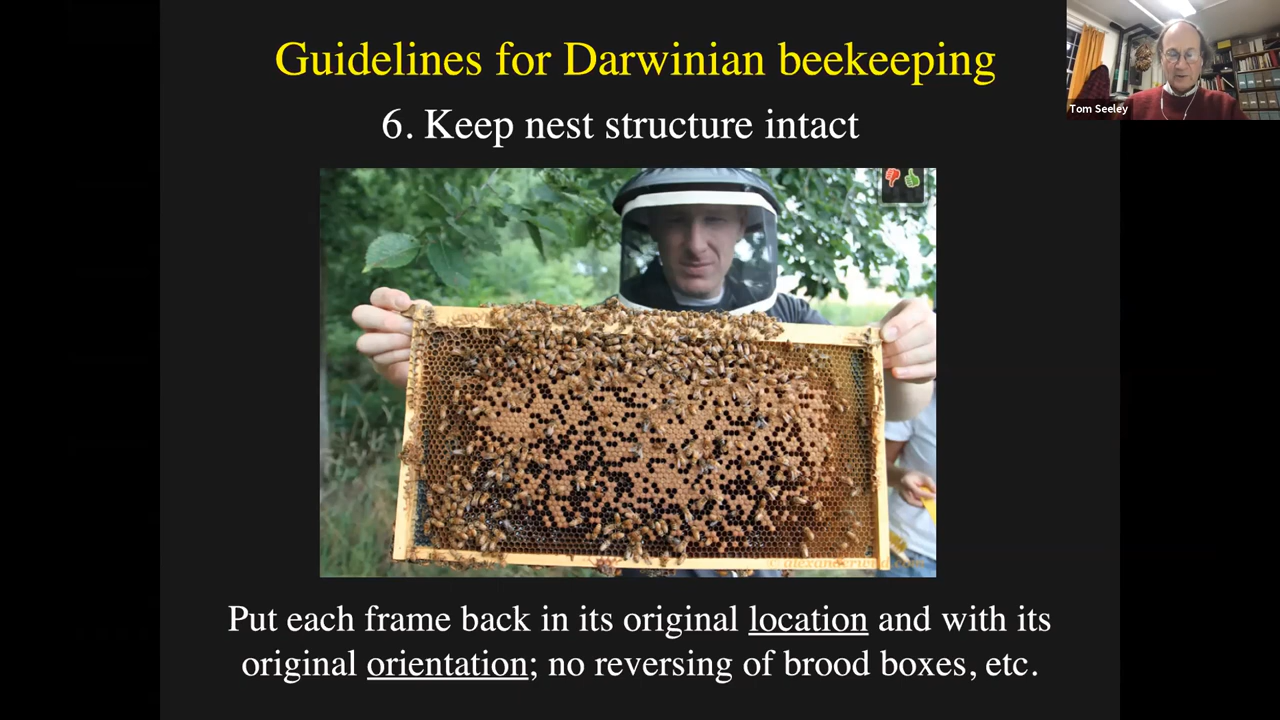 Guidelines for Darwinian beekeeping
Tom Seeley
6. Keep nest structure intact
Put each frame back in its original location and with its
original orientation; no reversing of brood boxes, etc.